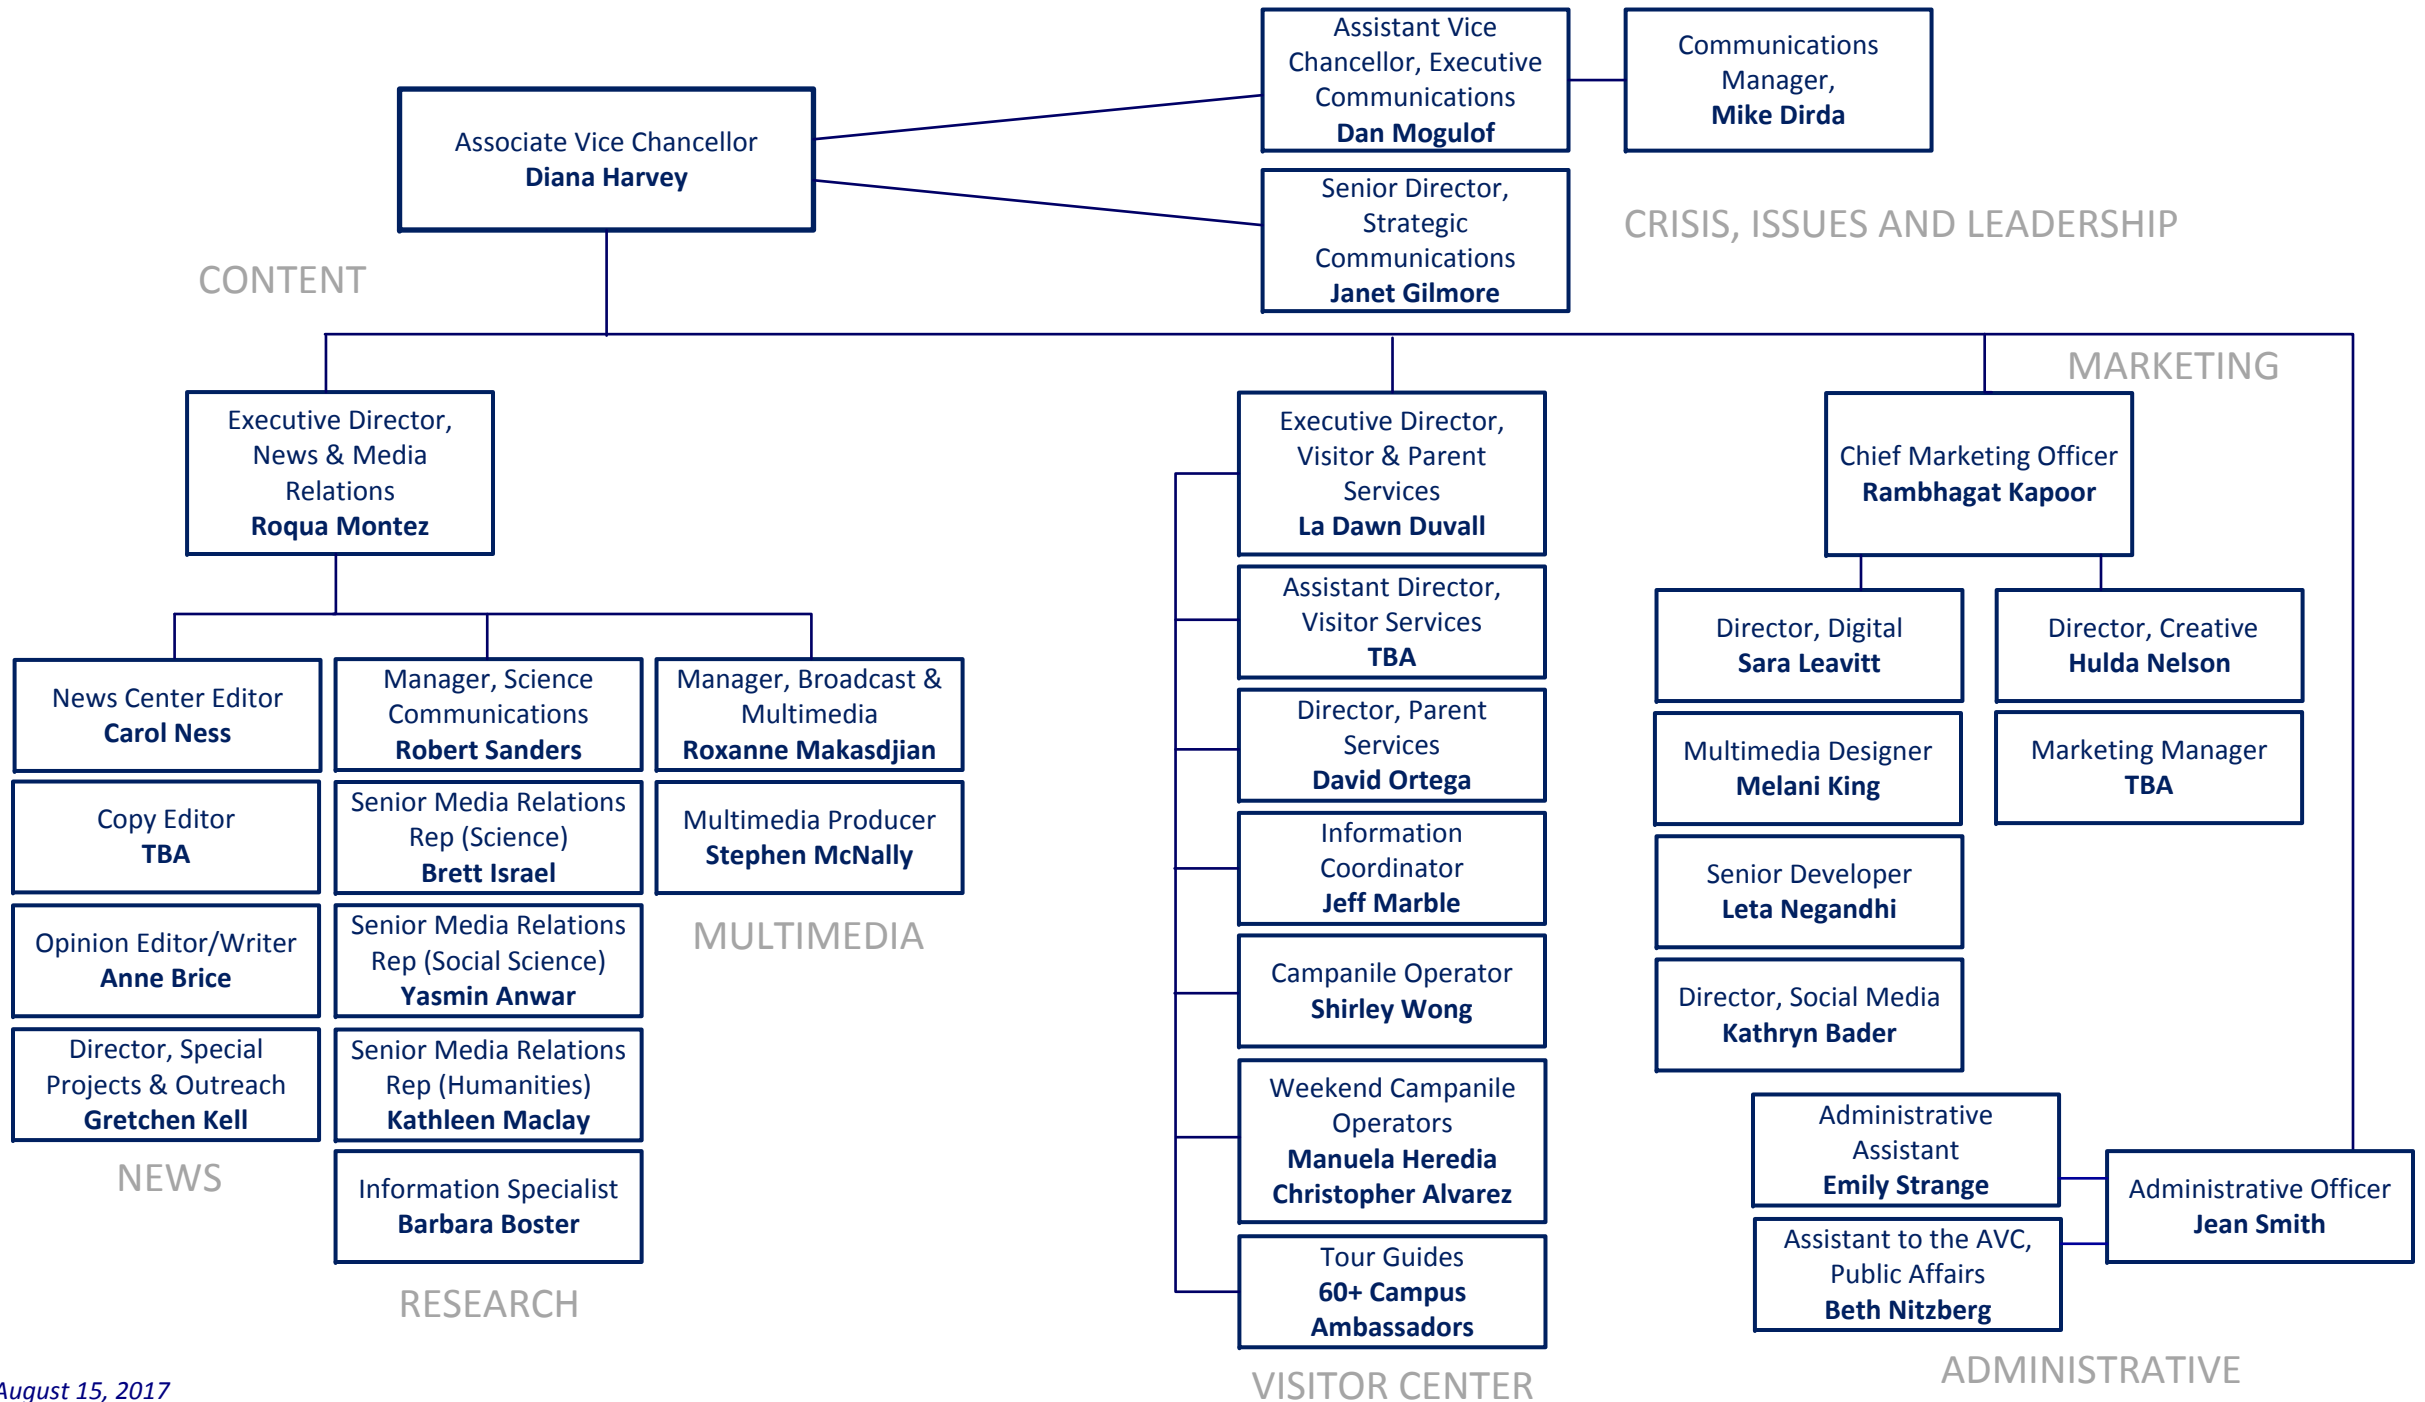 Assistant Vice
Chancellor, Executive
Communications
Dan Mogulof
Communications
Manager,
Mike Dirda
Associate Vice Chancellor
Diana Harvey
Senior Director,
Strategic
Communications
Janet Gilmore
CRISIS, ISSUES AND LEADERSHIP
CONTENT
MARKETING
Executive Director,
News & Media
Relations
Roqua Montez
News Center Editor
Carol Ness
Copy Editor
TBA
Opinion Editor/Writer
Anne Brice
Director, Special
Projects & Outreach
Gretchen Kell
NEWS
Manager, Science
Communications
Robert Sanders
Senior Media Relations
Rep (Science)
Brett Israel
Senior Media Relations
Rep (Social Science)
Yasmin Anwar
Senior Media Relations
Rep (Humanities)
Kathleen Maclay
Information Specialist
Barbara Boster
RESEARCH
Manager, Broadcast &
Multimedia
Roxanne Makasdjian
Multimedia Producer
Stephen McNally
MULTIMEDIA
Executive Director,
Visitor & Parent
Services
La Dawn Duvall
Assistant Director,
Visitor Services
TBA
Director, Parent
Services
David Ortega
Information
Coordinator
Jeff Marble
Campanile Operator
Shirley Wong
Weekend Campanile
Operators
Manuela Heredia
Christopher Alvarez
Tour Guides
60+ Campus
Ambassadors
VISITOR CENTER
Chief Marketing Officer
Rambhagat Kapoor
Director, Digital
Sara Leavitt
Multimedia Designer
Melani King
Senior Developer
Leta Negandhi
Director, Social Media
Kathryn Bader
Director, Creative
Hulda Nelson
Marketing Manager
TBA
Administrative
Assistant
Emily Strange
Assistant to the AVC,
Public Affairs
Beth Nitzberg
Administrative Officer
Jean Smith
ADMINISTRATIVE
August 15, 2017